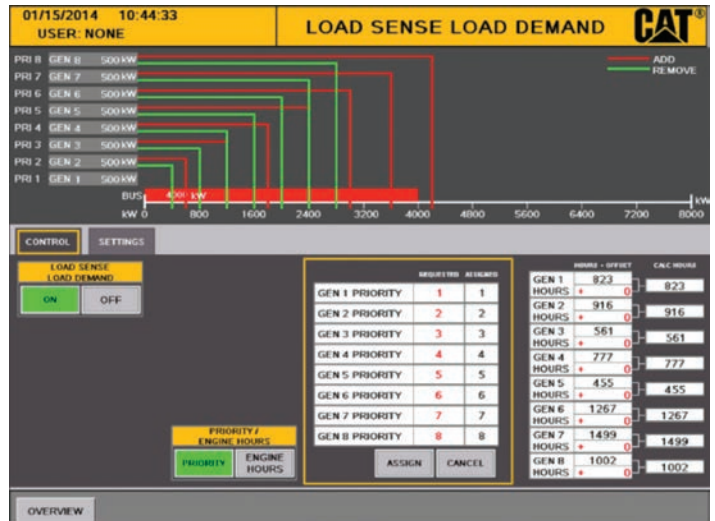 01/15/2014 10:44:33
USER: NONE
LOAD SENSE LOAD DEMAND
CAT®
ADD
REMOVE
PRI 8 GEN 8 500 kW
PRI 7 GEN 7 500 kW
PRI 6 GEN 6 500 kW
PRI 5 GEN 5 500 kW
PRI 4 GEN 4 500 kW
PRI 3 GEN 3 500 kW
PRI 2 GEN 2 500 kW
PRI 1 GEN 1 500 kW
BUS 4000 kW
kW
kW 0 800 1600 2400 3200 4000 4800 5600 6400 7200 8000
CONTROL SETTINGS
LOAD SENSE
LOAD DEMAND
ON OFF
PRIORITY /
ENGINE HOURS
PRIORITY ENGINE
HOURS
REQUESTED ASSIGNED
GEN 1 PRIORITY 1 1
GEN 2 PRIORITY 2 2
GEN 3 PRIORITY 3 3
GEN 4 PRIORITY 4 4
GEN 5 PRIORITY 5 5
GEN 6 PRIORITY 6 6
GEN 7 PRIORITY 7 7
GEN 8 PRIORITY 8 8
ASSIGN CANCEL
HOURS + OFFSET CALC HOURS
GEN 1 823
HOURS + 0 823
GEN 2 916
HOURS + 0 916
GEN 3 561
HOURS + 0 561
GEN 4 777
HOURS + 0 777
GEN 5 455
HOURS + 0 455
GEN 6 1267
HOURS + 0 1267
GEN 7 1499
HOURS + 0 1499
GEN 8 1002
HOURS + 0 1002
OVERVIEW